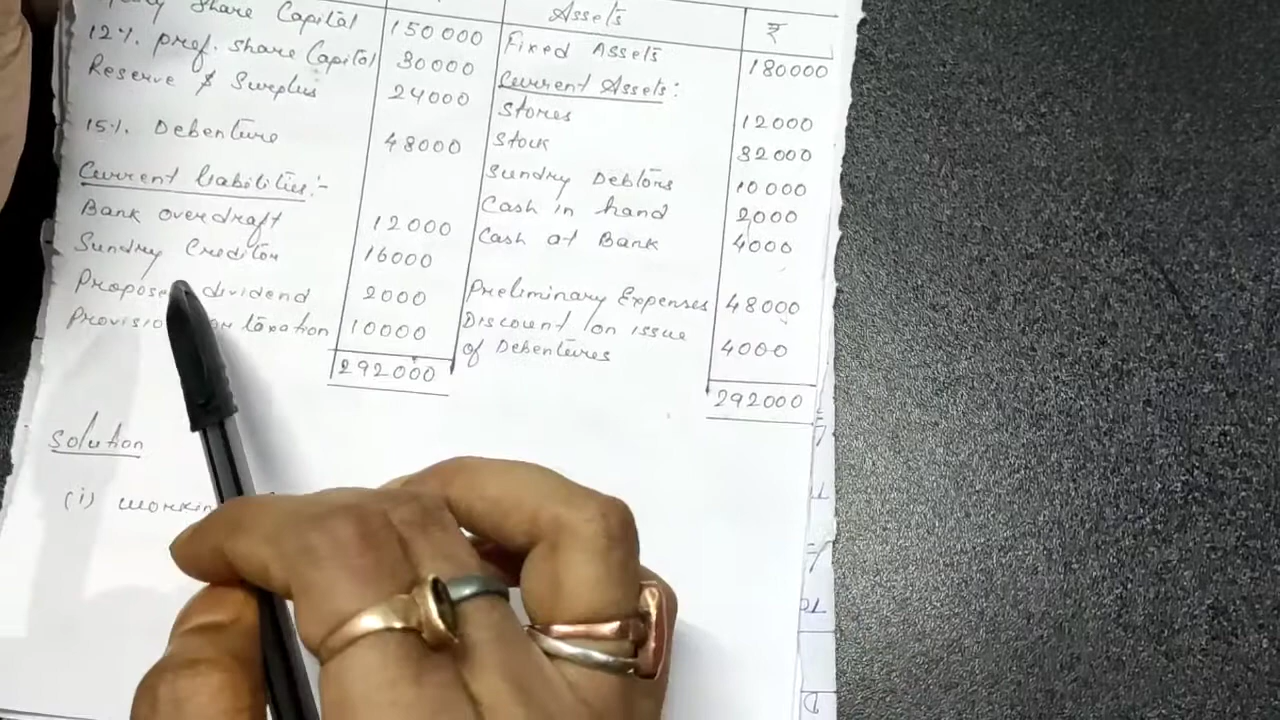 Share Capital 150000
12%. pref. share Capital 30000
Reserve & Surplus 24000
15%. Debenture 48000
Current liabilities:-
Bank overdraft 12000
Sundry Creditor 16000
Propose dividend 2000
Provisio taxation 10000
292000
Assets ₹
Fixed Assets 180000
Current Assets:
Stores 12000
Stock 32000
Sundry Debtors 10000
Cash in hand 2000
Cash at Bank 4000
Preliminary Expenses 48000
Discount on issue
of Debentures 4000
292000
Solution
(i) workin